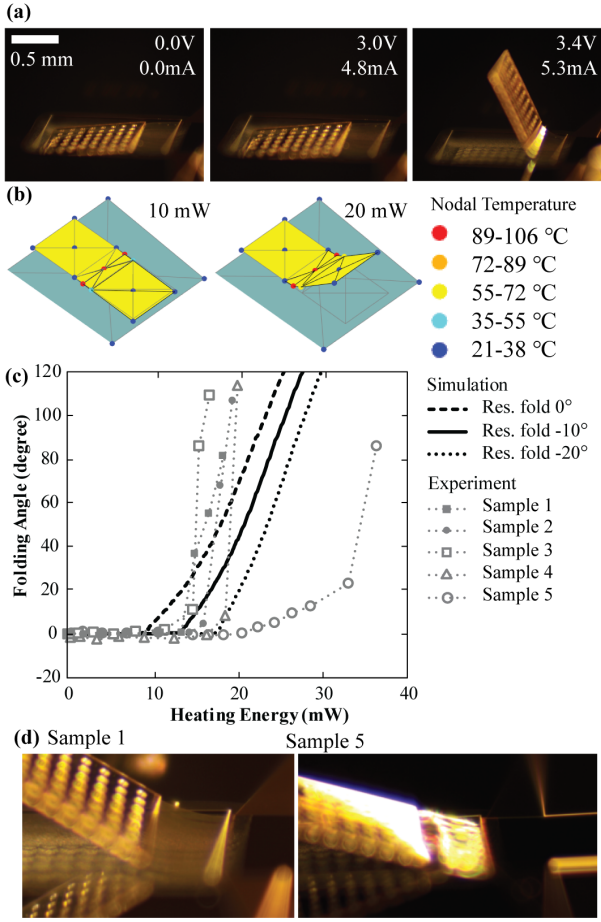 (a)
0.5 mm
0.0V
0.0mA
3.0V
4.8mA
3.4V
5.3mA
(b)
10 mW
20 mW
Nodal Temperature
89-106 °C
72-89 °C
55-72 °C
35-55 °C
21-38 °C
(c)
120
100
80
60
40
20
0
-20
Folding Angle (degree)
0
10
20
30
40
Heating Energy (mW)
Simulation
Res. fold 0°
Res. fold -10°
Res. fold -20°
Experiment
Sample 1
Sample 2
Sample 3
Sample 4
Sample 5
(d) Sample 1
Sample 5